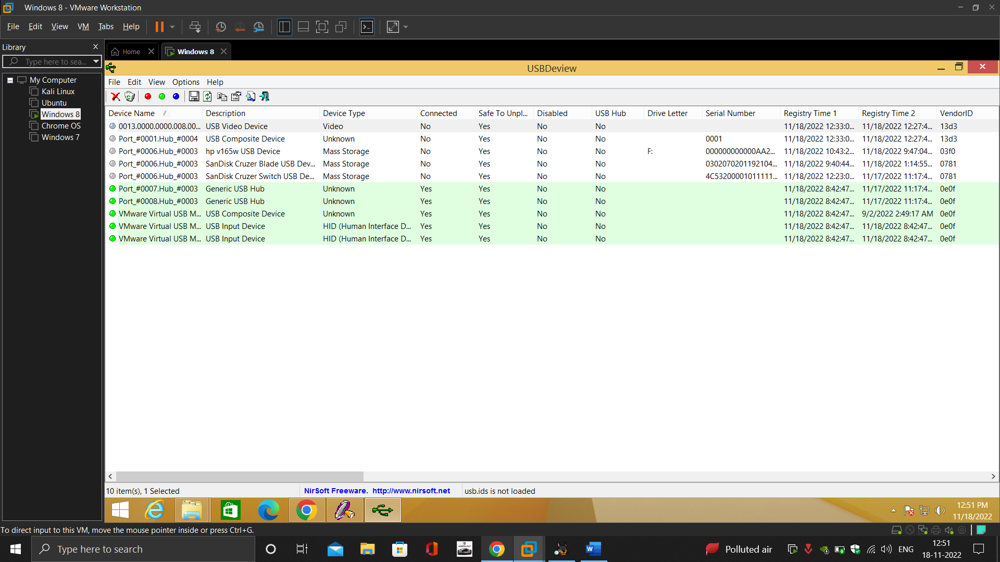 Windows 8 - VMware Workstation
File Edit View VM Tabs Help
Library
Type here to sea...
My Computer
Kali Linux
Ubuntu
Windows 8
Chrome OS
Windows 7
Home Windows 8
USBDeview
File Edit View Options Help
Device Name Description Device Type Connected Safe To Unpl... Disabled USB Hub Drive Letter Serial Number Registry Time 1 Registry Time 2 VendorID
0013.0000.0000.008.00... USB Video Device Video No Yes No No 11/18/2022 12:33:0... 11/18/2022 12:27:4... 13d3
Port_#0001.Hub_#0004 USB Composite Device Unknown No Yes No No 0001 11/18/2022 12:33:0... 11/18/2022 12:27:4... 13d3
Port_#0006.Hub_#0003 hp v165w USB Device Mass Storage No Yes No No F: 000000000000AA2... 11/18/2022 10:43:2... 11/18/2022 9:47:04... 03f0
Port_#0006.Hub_#0003 SanDisk Cruzer Blade USB Dev... Mass Storage No Yes No No 0302070201192104... 11/18/2022 9:40:44... 11/18/2022 1:14:55... 0781
Port_#0006.Hub_#0003 SanDisk Cruzer Switch USB De... Mass Storage No Yes No No 4C53200001011111... 11/18/2022 12:23:0... 11/17/2022 11:17:4... 0781
Port_#0007.Hub_#0003 Generic USB Hub Unknown Yes Yes No No 11/18/2022 8:42:47... 11/17/2022 11:17:4... 0e0f
Port_#0008.Hub_#0003 Generic USB Hub Unknown Yes Yes No No 11/18/2022 8:42:47... 11/17/2022 11:17:4... 0e0f
VMware Virtual USB M... USB Composite Device Unknown Yes Yes No No 11/18/2022 8:42:47... 9/2/2022 2:49:17 AM 0e0f
VMware Virtual USB M... USB Input Device HID (Human Interface D... Yes Yes No No 11/18/2022 8:42:47... 11/18/2022 8:42:47... 0e0f
VMware Virtual USB M... USB Input Device HID (Human Interface D... Yes Yes No No 11/18/2022 8:42:47... 11/18/2022 8:42:47... 0e0f
10 item(s), 1 Selected NirSoft Freeware. http://www.nirsoft.net usb.ids is not loaded
12:51 PM
11/18/2022
To direct input to this VM, move the mouse pointer inside or press Ctrl+G.
Type here to search
Polluted air
ENG
12:51
18-11-2022